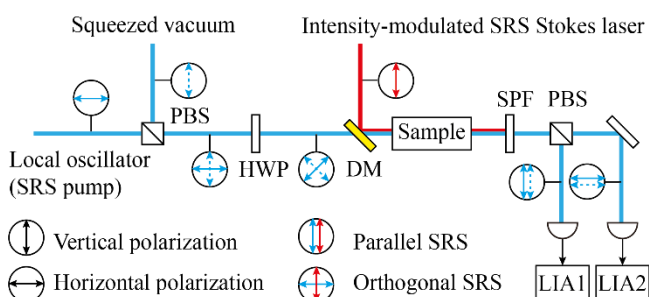 Squeezed vacuum
Intensity-modulated SRS Stokes laser
PBS
SPF
PBS
Sample
Local oscillator
(SRS pump)
HWP
DM
Vertical polarization
Parallel SRS
Horizontal polarization
Orthogonal SRS
LIA1
LIA2